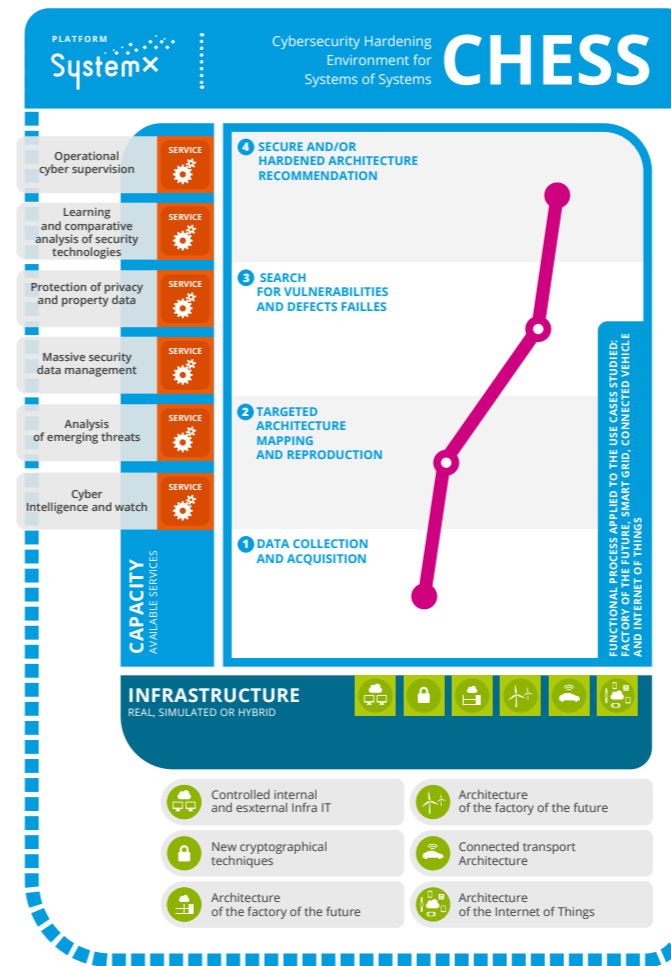 PLATFORM
SystemX
Cybersecurity Hardening
Environment for
Systems of Systems
CHESS
Operational
cyber supervision
SERVICE
Learning
and comparative
analysis of security
technologies
SERVICE
Protection of privacy
and property data
SERVICE
Massive security
data management
SERVICE
Analysis
of emerging threats
SERVICE
Cyber
Intelligence and watch
SERVICE
CAPACITY
AVAILABLE SERVICES
4 SECURE AND/OR
HARDENED ARCHITECTURE
RECOMMENDATION
3 SEARCH
FOR VULNERABILITIES
AND DEFECTS FAILLES
2 TARGETED
ARCHITECTURE
MAPPING
AND REPRODUCTION
1 DATA COLLECTION
AND ACQUISITION
FUNCTIONAL PROCESS APPLIED TO THE USE CASES STUDIED:
FACTORY OF THE FUTURE, SMART GRID, CONNECTED VEHICLE
AND INTERNET OF THINGS
INFRASTRUCTURE
REAL, SIMULATED OR HYBRID
Controlled internal
and esxternal Infra IT
New cryptographical
techniques
Architecture
of the factory of the future
Architecture
of the factory of the future
Connected transport
Architecture
Architecture
of the Internet of Things